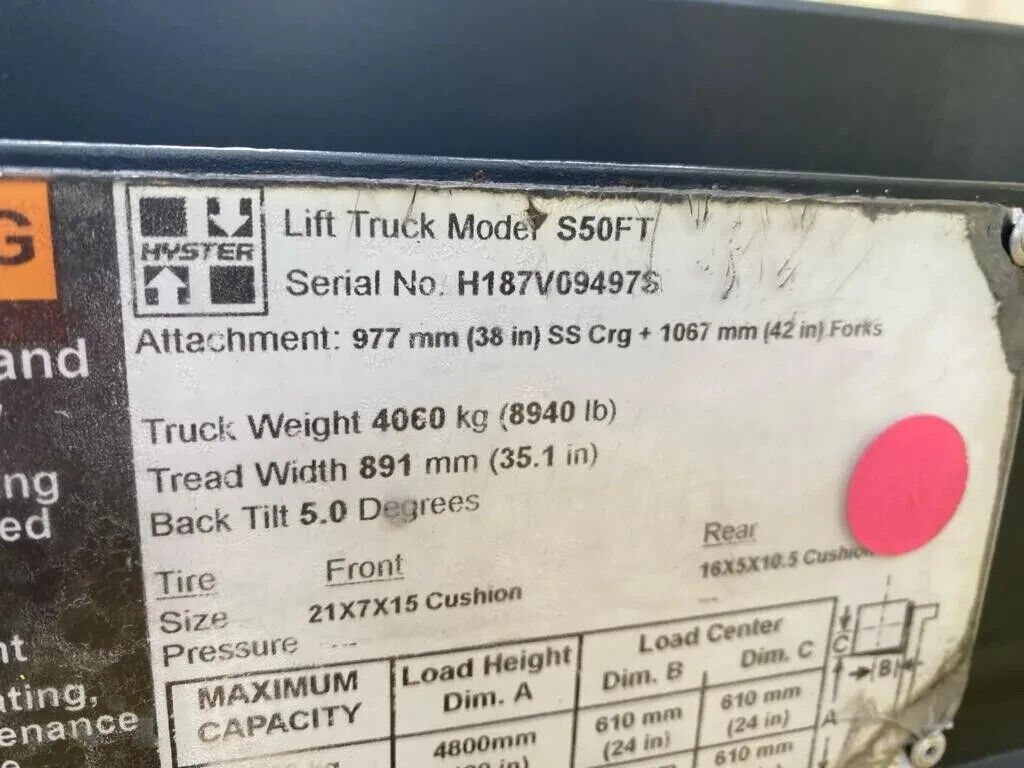 G
and
ng
ed
nt
ating,
enance
HYSTER
Lift Truck Model S50FT
Serial No. H187V09497S
Attachment: 977 mm (38 in) SS Crg + 1067 mm (42 in) Forks
Truck Weight 4060 kg (8940 lb)
Tread Width 891 mm (35.1 in)
Back Tilt 5.0 Degrees
Tire Front Rear
Size 21X7X15 Cushion 16X5X10.5 Cushion
Pressure
MAXIMUM CAPACITY
Load Height Dim. A
Load Center
Dim. B Dim. C
4800mm
610 mm (24 in)
610 mm (24 in)
610 mm
C
B
A